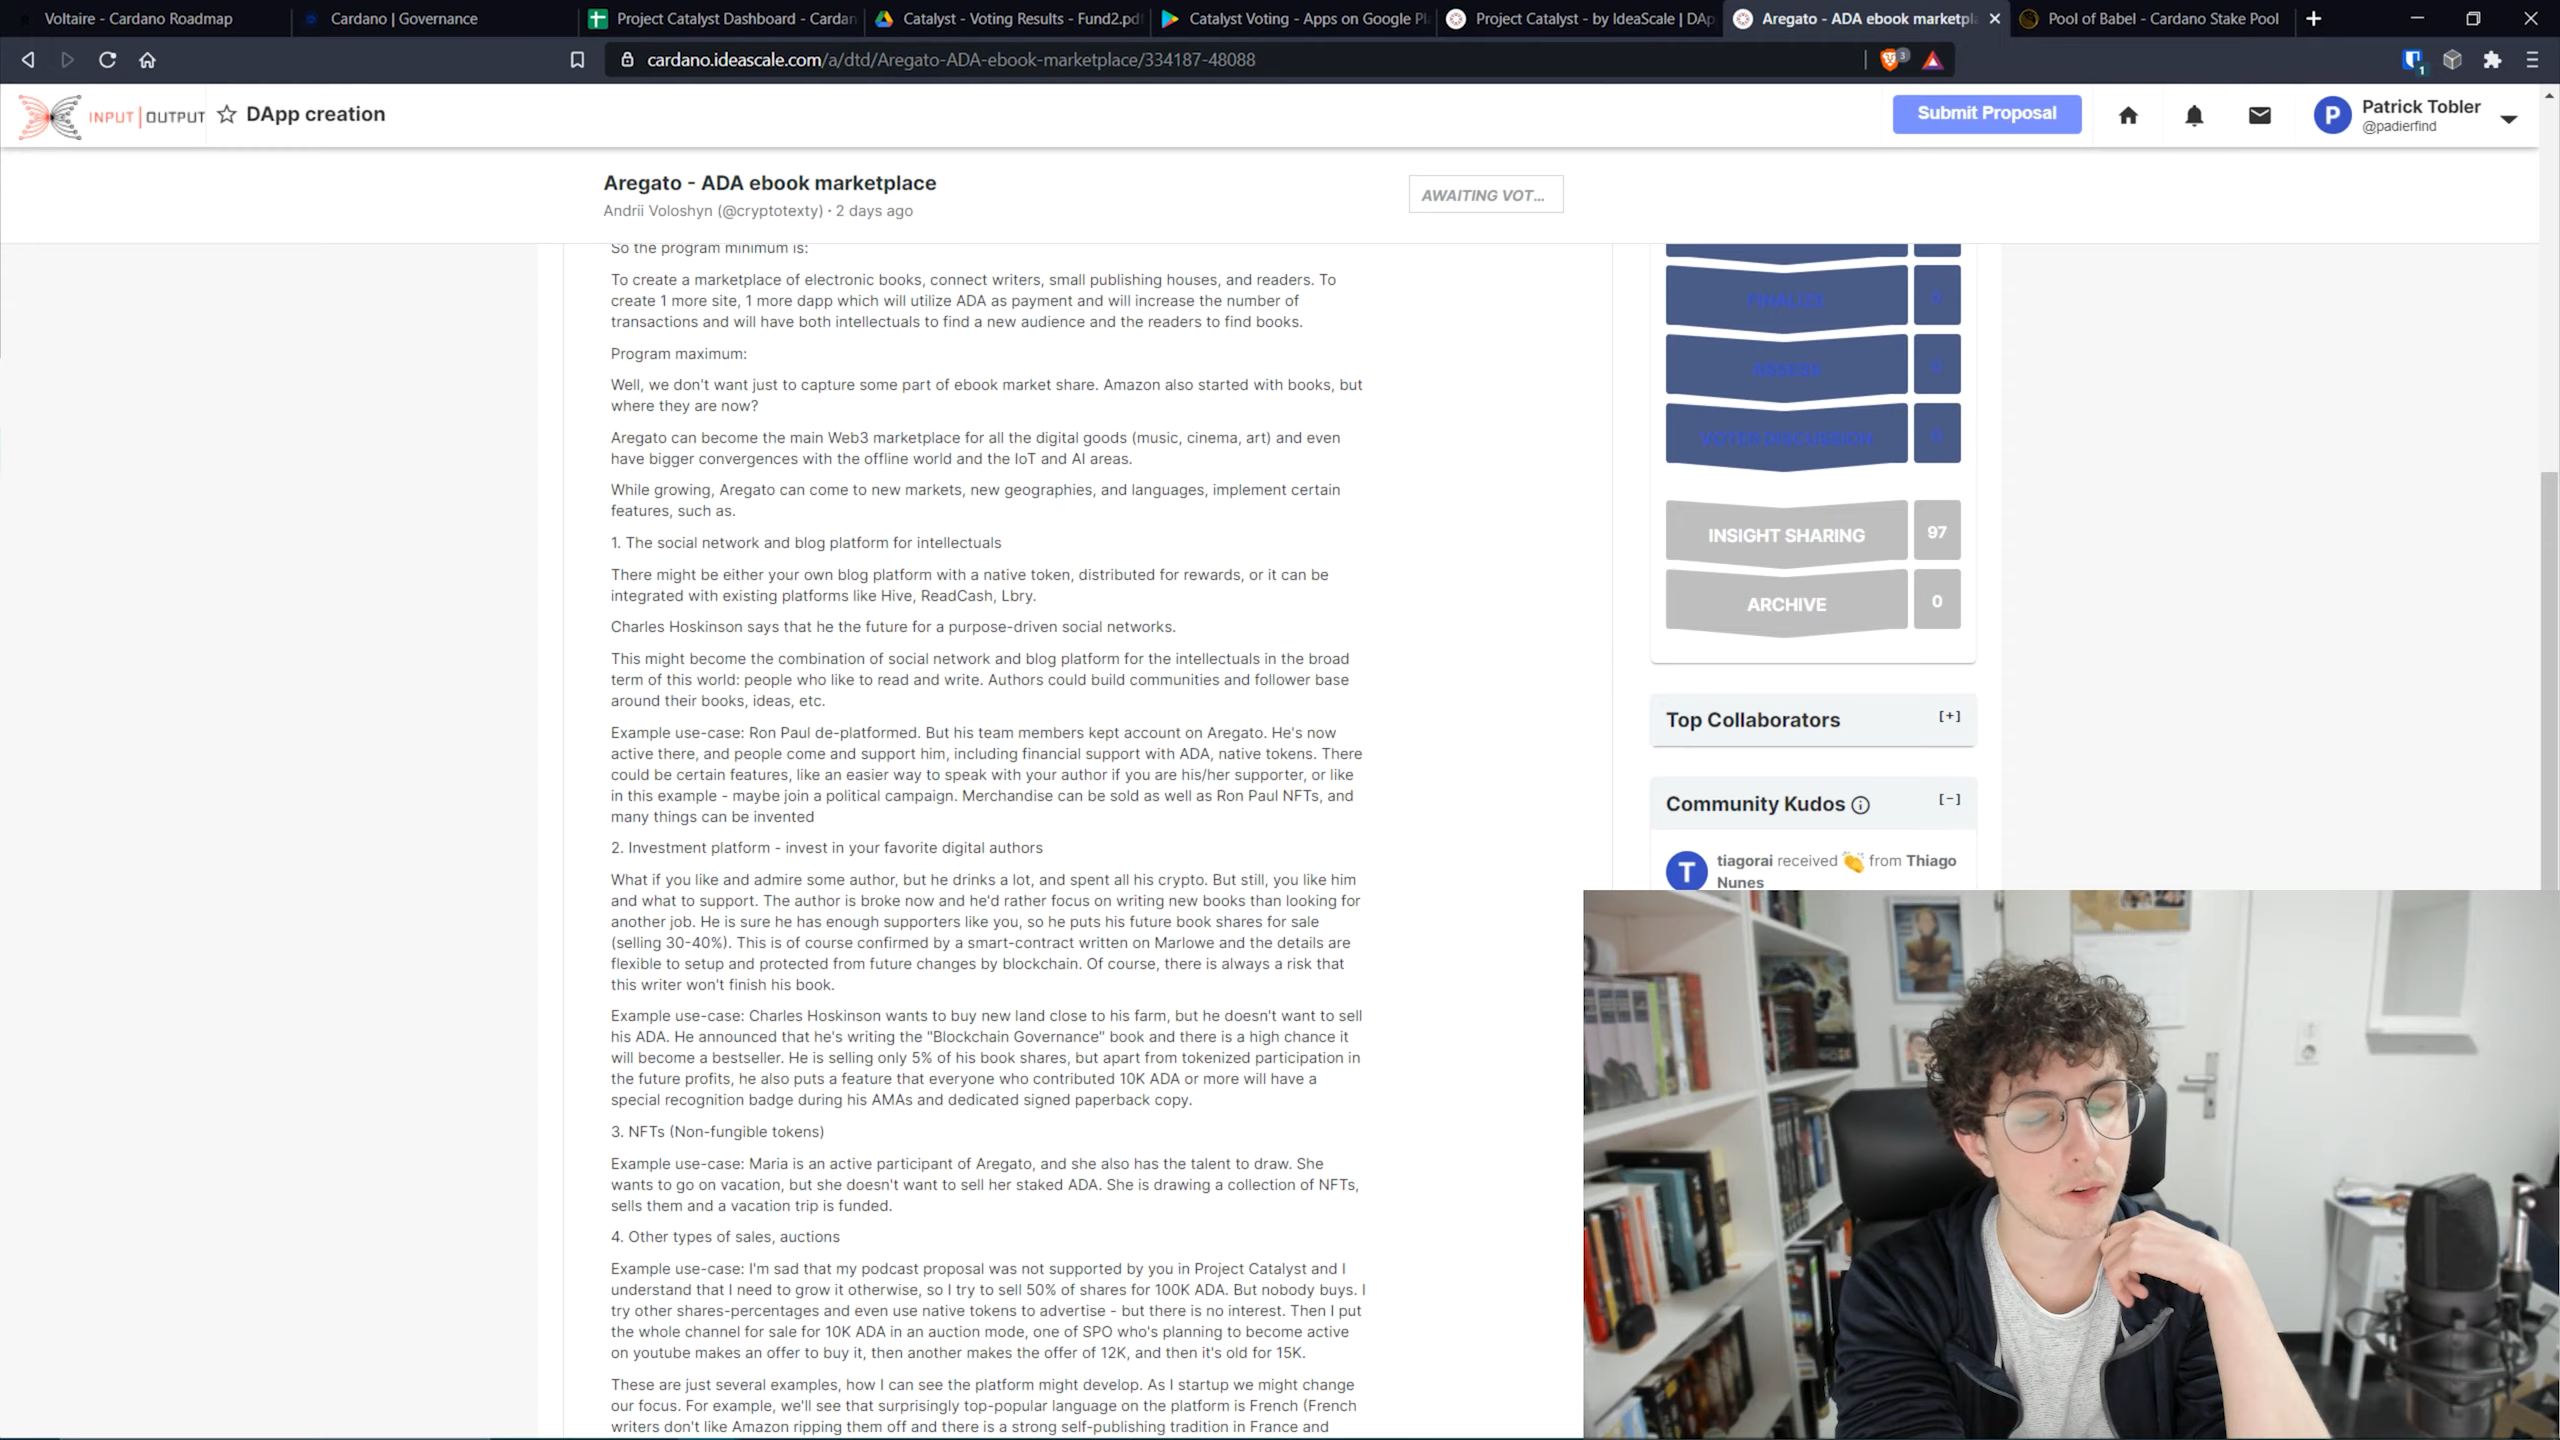 Voltaire - Cardano Roadmap
Cardano | Governance
Project Catalyst Dashboard - Cardan
Catalyst - Voting Results - Fund2.pdf
Catalyst Voting - Apps on Google Pl
Project Catalyst - by IdeaScale | DAp
Aregato - ADA ebook marketpla
Pool of Babel - Cardano Stake Pool
cardano.ideascale.com/a/dtd/Aregato-ADA-ebook-marketplace/334187-48088
3
1
INPUT | OUTPUT
DApp creation
Submit Proposal
P
Patrick Tobler
@padierfind
Aregato - ADA ebook marketplace
Andrii Voloshyn (@cryptotexty) · 2 days ago
AWAITING VOT...
So the program minimum is:
To create a marketplace of electronic books, connect writers, small publishing houses, and readers. To
create 1 more site, 1 more dapp which will utilize ADA as payment and will increase the number of
transactions and will have both intellectuals to find a new audience and the readers to find books.
Program maximum:
Well, we don't want just to capture some part of ebook market share. Amazon also started with books, but
where they are now?
Aregato can become the main Web3 marketplace for all the digital goods (music, cinema, art) and even
have bigger convergences with the offline world and the IoT and AI areas.
While growing, Aregato can come to new markets, new geographies, and languages, implement certain
features, such as.
1. The social network and blog platform for intellectuals
There might be either your own blog platform with a native token, distributed for rewards, or it can be
integrated with existing platforms like Hive, ReadCash, Lbry.
Charles Hoskinson says that he the future for a purpose-driven social networks.
This might become the combination of social network and blog platform for the intellectuals in the broad
term of this world: people who like to read and write. Authors could build communities and follower base
around their books, ideas, etc.
Example use-case: Ron Paul de-platformed. But his team members kept account on Aregato. He's now
active there, and people come and support him, including financial support with ADA, native tokens. There
could be certain features, like an easier way to speak with your author if you are his/her supporter, or like
in this example - maybe join a political campaign. Merchandise can be sold as well as Ron Paul NFTs, and
many things can be invented
2. Investment platform - invest in your favorite digital authors
What if you like and admire some author, but he drinks a lot, and spent all his crypto. But still, you like him
and what to support. The author is broke now and he'd rather focus on writing new books than looking for
another job. He is sure he has enough supporters like you, so he puts his future book shares for sale
(selling 30-40%). This is of course confirmed by a smart-contract written on Marlowe and the details are
flexible to setup and protected from future changes by blockchain. Of course, there is always a risk that
this writer won't finish his book.
Example use-case: Charles Hoskinson wants to buy new land close to his farm, but he doesn't want to sell
his ADA. He announced that he's writing the "Blockchain Governance" book and there is a high chance it
will become a bestseller. He is selling only 5% of his book shares, but apart from tokenized participation in
the future profits, he also puts a feature that everyone who contributed 10K ADA or more will have a
special recognition badge during his AMAs and dedicated signed paperback copy.
3. NFTs (Non-fungible tokens)
Example use-case: Maria is an active participant of Aregato, and she also has the talent to draw. She
wants to go on vacation, but she doesn't want to sell her staked ADA. She is drawing a collection of NFTs,
sells them and a vacation trip is funded.
4. Other types of sales, auctions
Example use-case: I'm sad that my podcast proposal was not supported by you in Project Catalyst and I
understand that I need to grow it otherwise, so I try to sell 50% of shares for 100K ADA. But nobody buys. I
try other shares-percentages and even use native tokens to advertise - but there is no interest. Then I put
the whole channel for sale for 10K ADA in an auction mode, one of SPO who's planning to become active
on youtube makes an offer to buy it, then another makes the offer of 12K, and then it's old for 15K.
These are just several examples, how I can see the platform might develop. As I startup we might change
our focus. For example, we'll see that surprisingly top-popular language on the platform is French (French
writers don't like Amazon ripping them off and there is a strong self-publishing tradition in France and
FINALIZE 0
ASSESS 0
VOTER DISCUSSION 0
INSIGHT SHARING 97
ARCHIVE 0
Top Collaborators [+]
Community Kudos [-]
T
tiagorai received 👏 from Thiago
Nunes